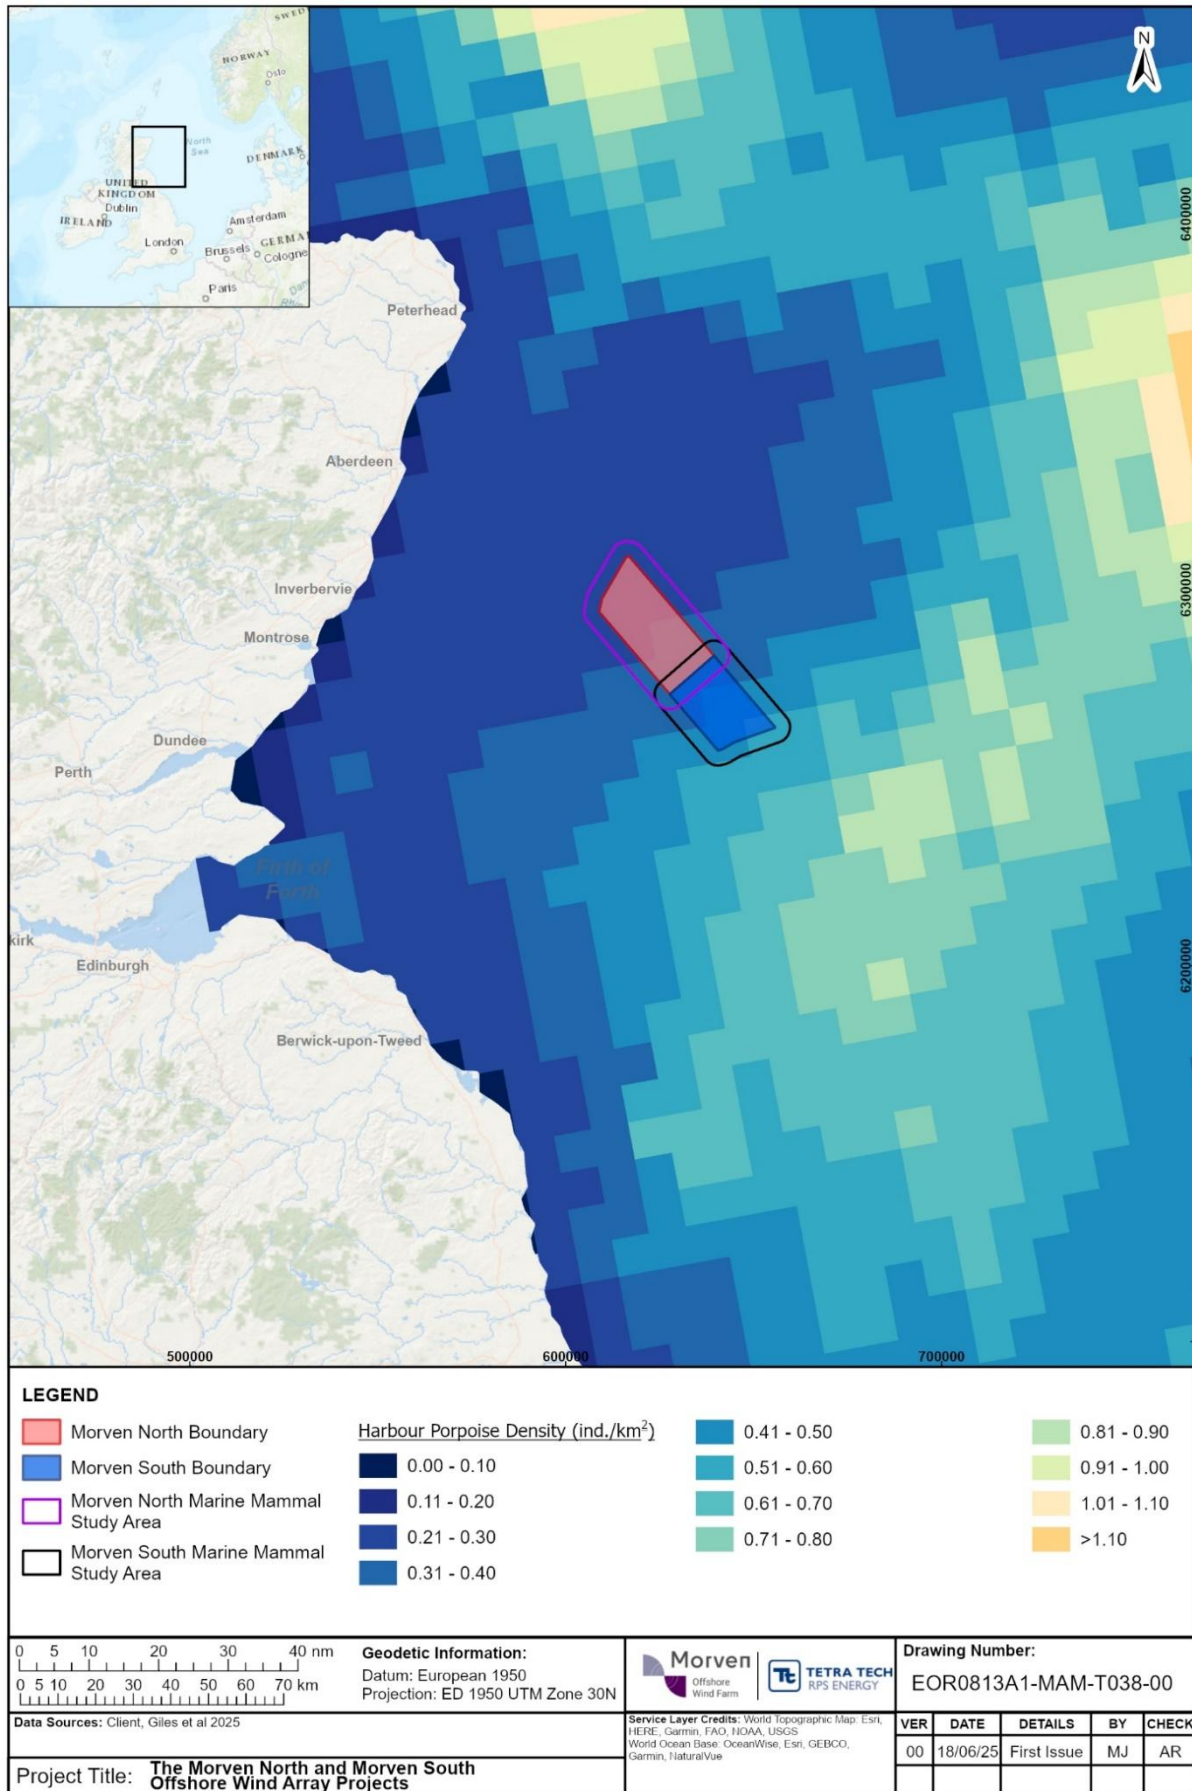 SWED
NORWAY
Oslo
North
Sea
DENMARK
UNITED
KINGDOM
Dublin
IRELAND
Amsterdam
London
Brussels
GERMA
Cologne
Paris
N
6400000
Peterhead
Aberdeen
6300000
Inverbervie
Montrose
Dundee
Perth
Firth of
Forth
6200000
kirk
Edinburgh
Berwick-upon-Tweed
500000 600000 700000
LEGEND
Morven North Boundary
Morven South Boundary
Morven North Marine Mammal
Study Area
Morven South Marine Mammal
Study Area
Harbour Porpoise Density (ind./km²)
0.00 - 0.10
0.11 - 0.20
0.21 - 0.30
0.31 - 0.40
0.41 - 0.50
0.51 - 0.60
0.61 - 0.70
0.71 - 0.80
0.81 - 0.90
0.91 - 1.00
1.01 - 1.10
>1.10
0 5 10 20 30 40 nm
0 5 10 20 30 40 50 60 70 km
Geodetic Information:
Datum: European 1950
Projection: ED 1950 UTM Zone 30N
Morven
Offshore
Wind Farm
Tt
TETRA TECH
RPS ENERGY
Drawing Number:
EOR0813A1-MAM-T038-00
Data Sources: Client, Giles et al 2025
Service Layer Credits: World Topographic Map: Esri,
HERE, Garmin, FAO, NOAA, USGS
World Ocean Base: OceanWise, Esri, GEBCO,
Garmin, NaturalVue
VER DATE DETAILS BY CHECK
00 18/06/25 First Issue MJ AR
Project Title: The Morven North and Morven South
Offshore Wind Array Projects